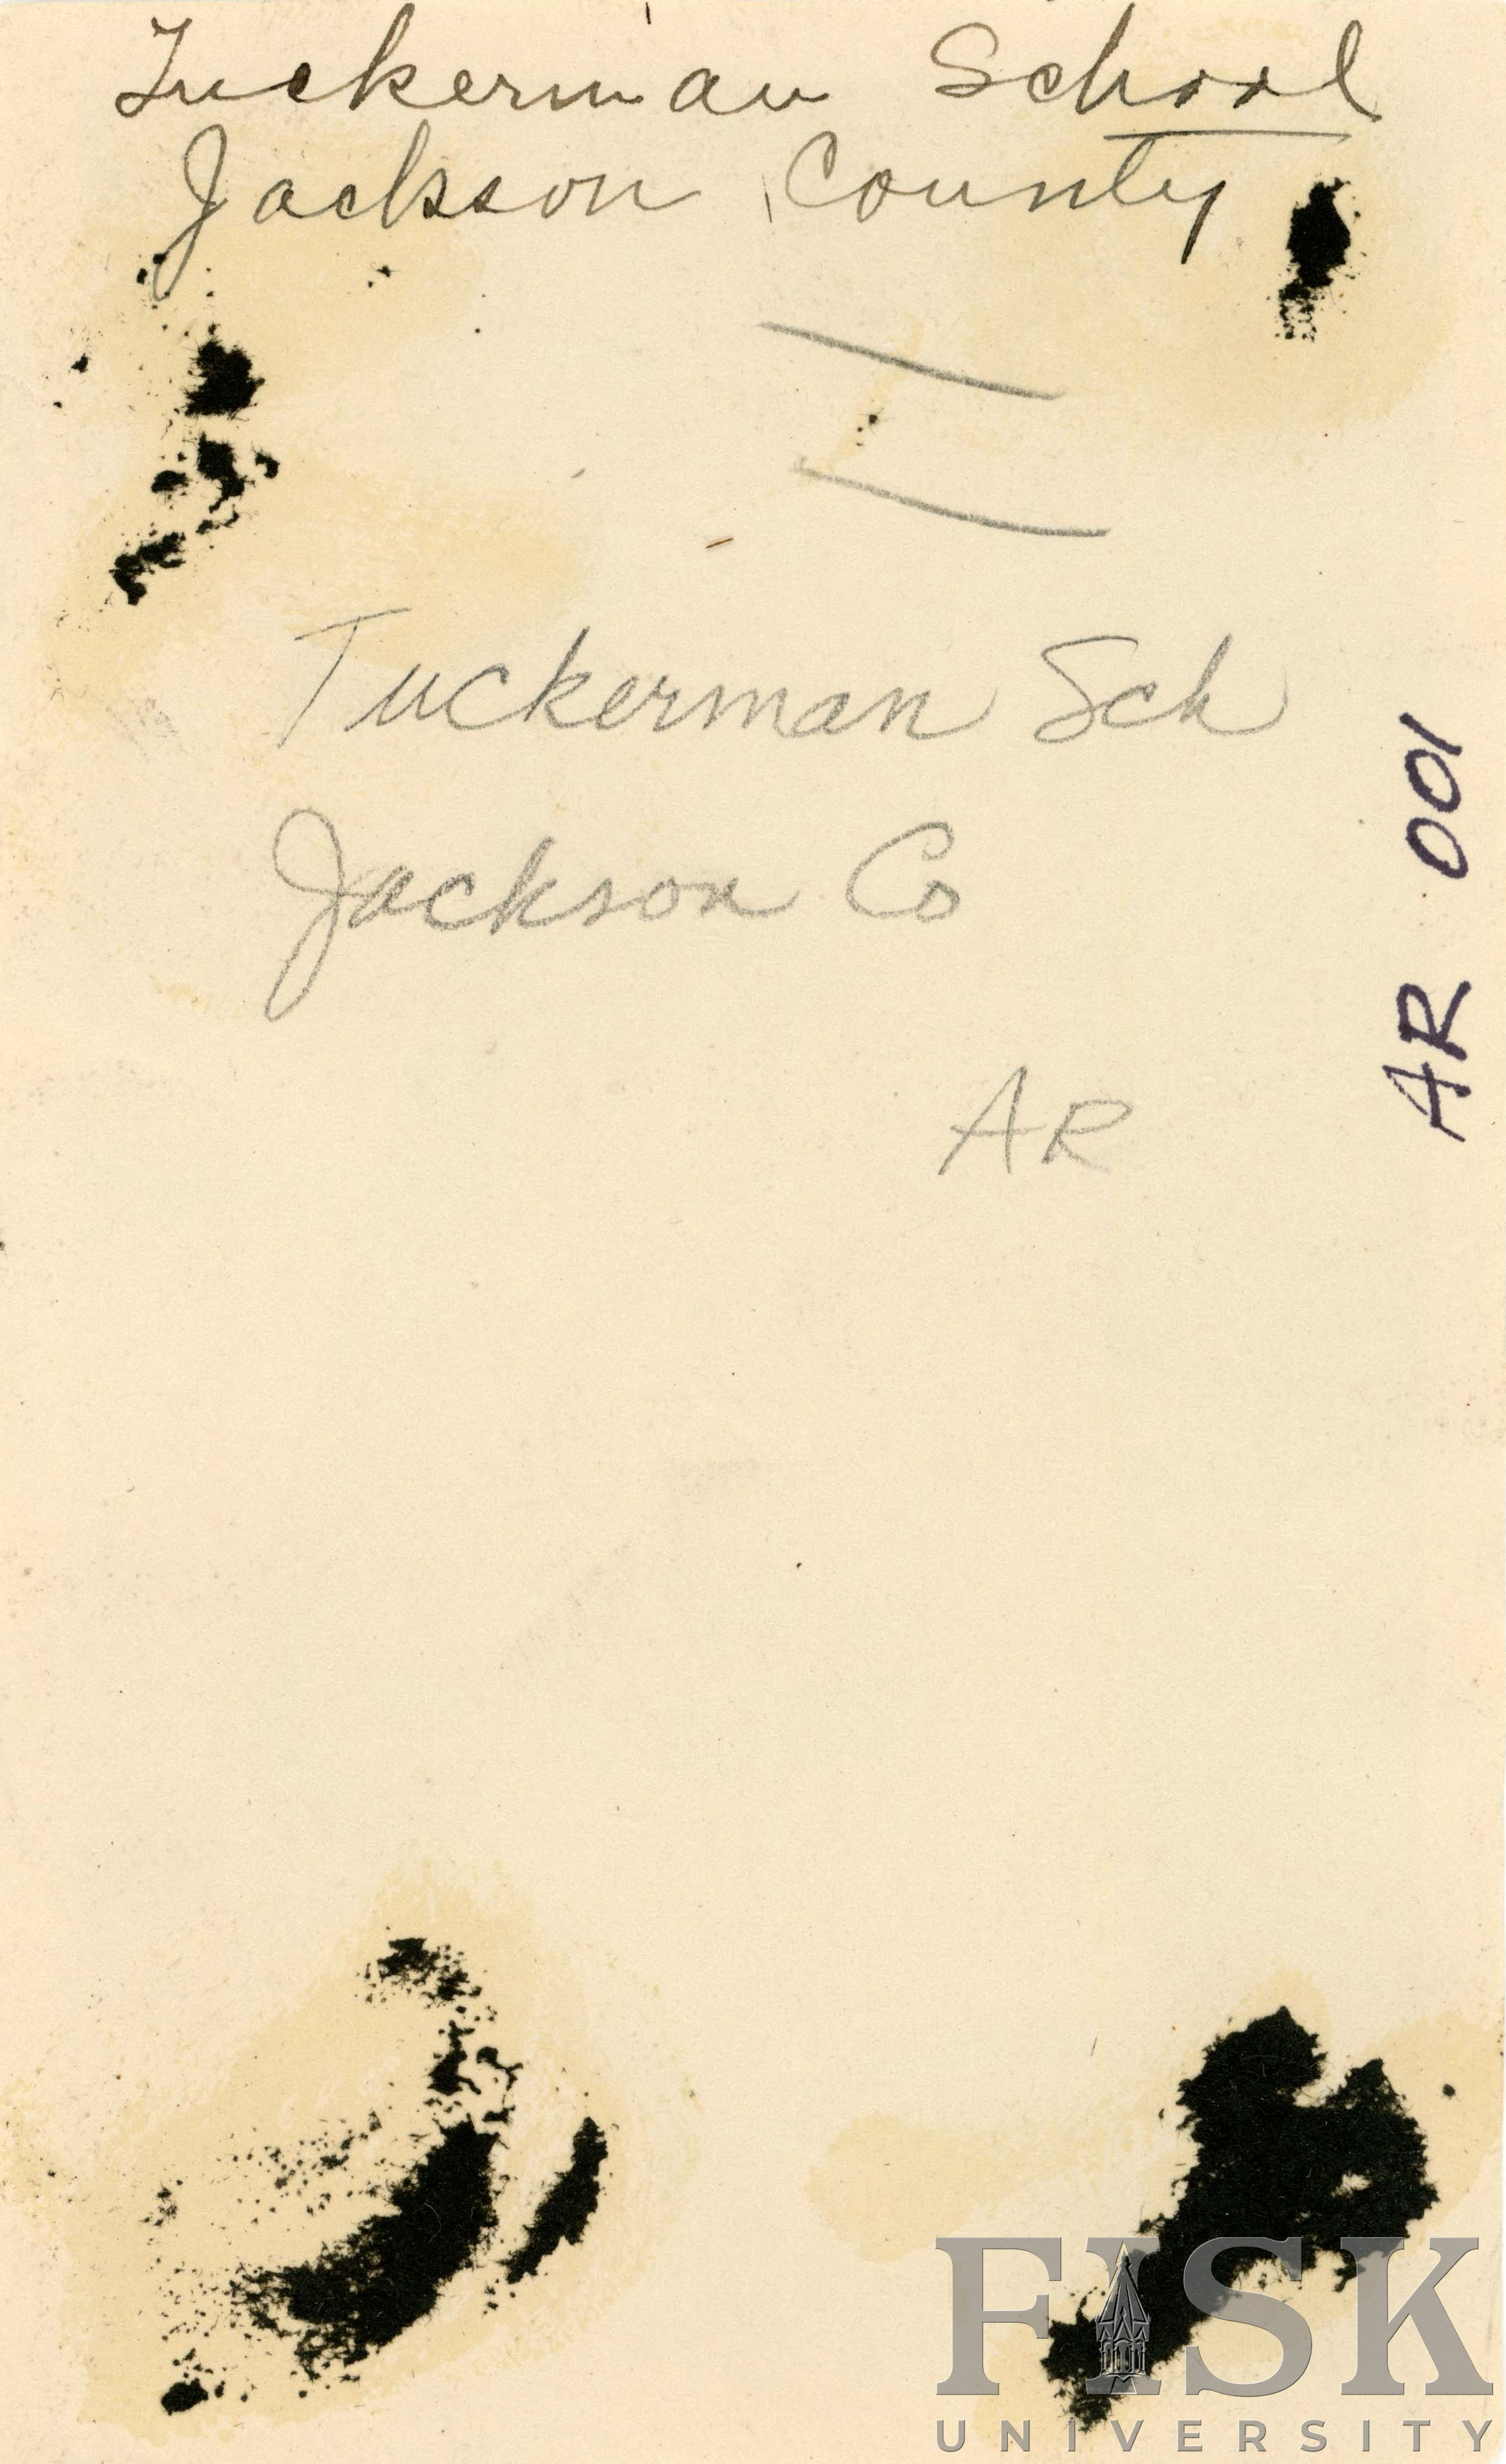 Tuckerman School
Jackson County
Tuckerman Sch
Jackson Co
AR
AR 001
FISK
UNIVERSITY